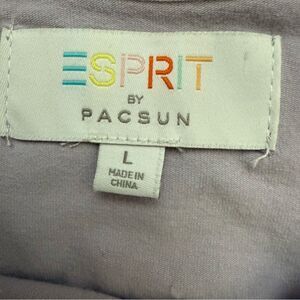 ESPRIT
BY
PACSUN
L
MADE IN
CHINA